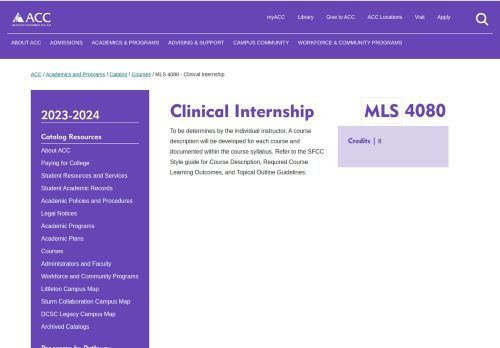 myACC Library Give to ACC ACC Locations Visit Apply
ACC
ABOUT ACC ADMISSIONS ACADEMICS & PROGRAMS ADVISING & SUPPORT CAMPUS COMMUNITY WORKFORCE & COMMUNITY PROGRAMS
ACC / Academics and Programs / Catalog / Courses / MLS 4080 - Clinical Internship
2023-2024
Catalog Resources
About ACC
Paying for College
Student Resources and Services
Student Academic Records
Academic Policies and Procedures
Legal Notices
Academic Programs
Academic Plans
Courses
Administrators and Faculty
Workforce and Community Programs
Littleton Campus Map
Sturm Collaboration Campus Map
DCSC Legacy Campus Map
Archived Catalogs
Programs by Pathway
Clinical Internship
To be determines by the individual instructor. A course
description will be developed for each course and
documented within the course syllabus. Refer to the SFCC
Style guide for Course Description, Required Course
Learning Outcomes, and Topical Outline Guidelines.
MLS 4080
Credits | 8